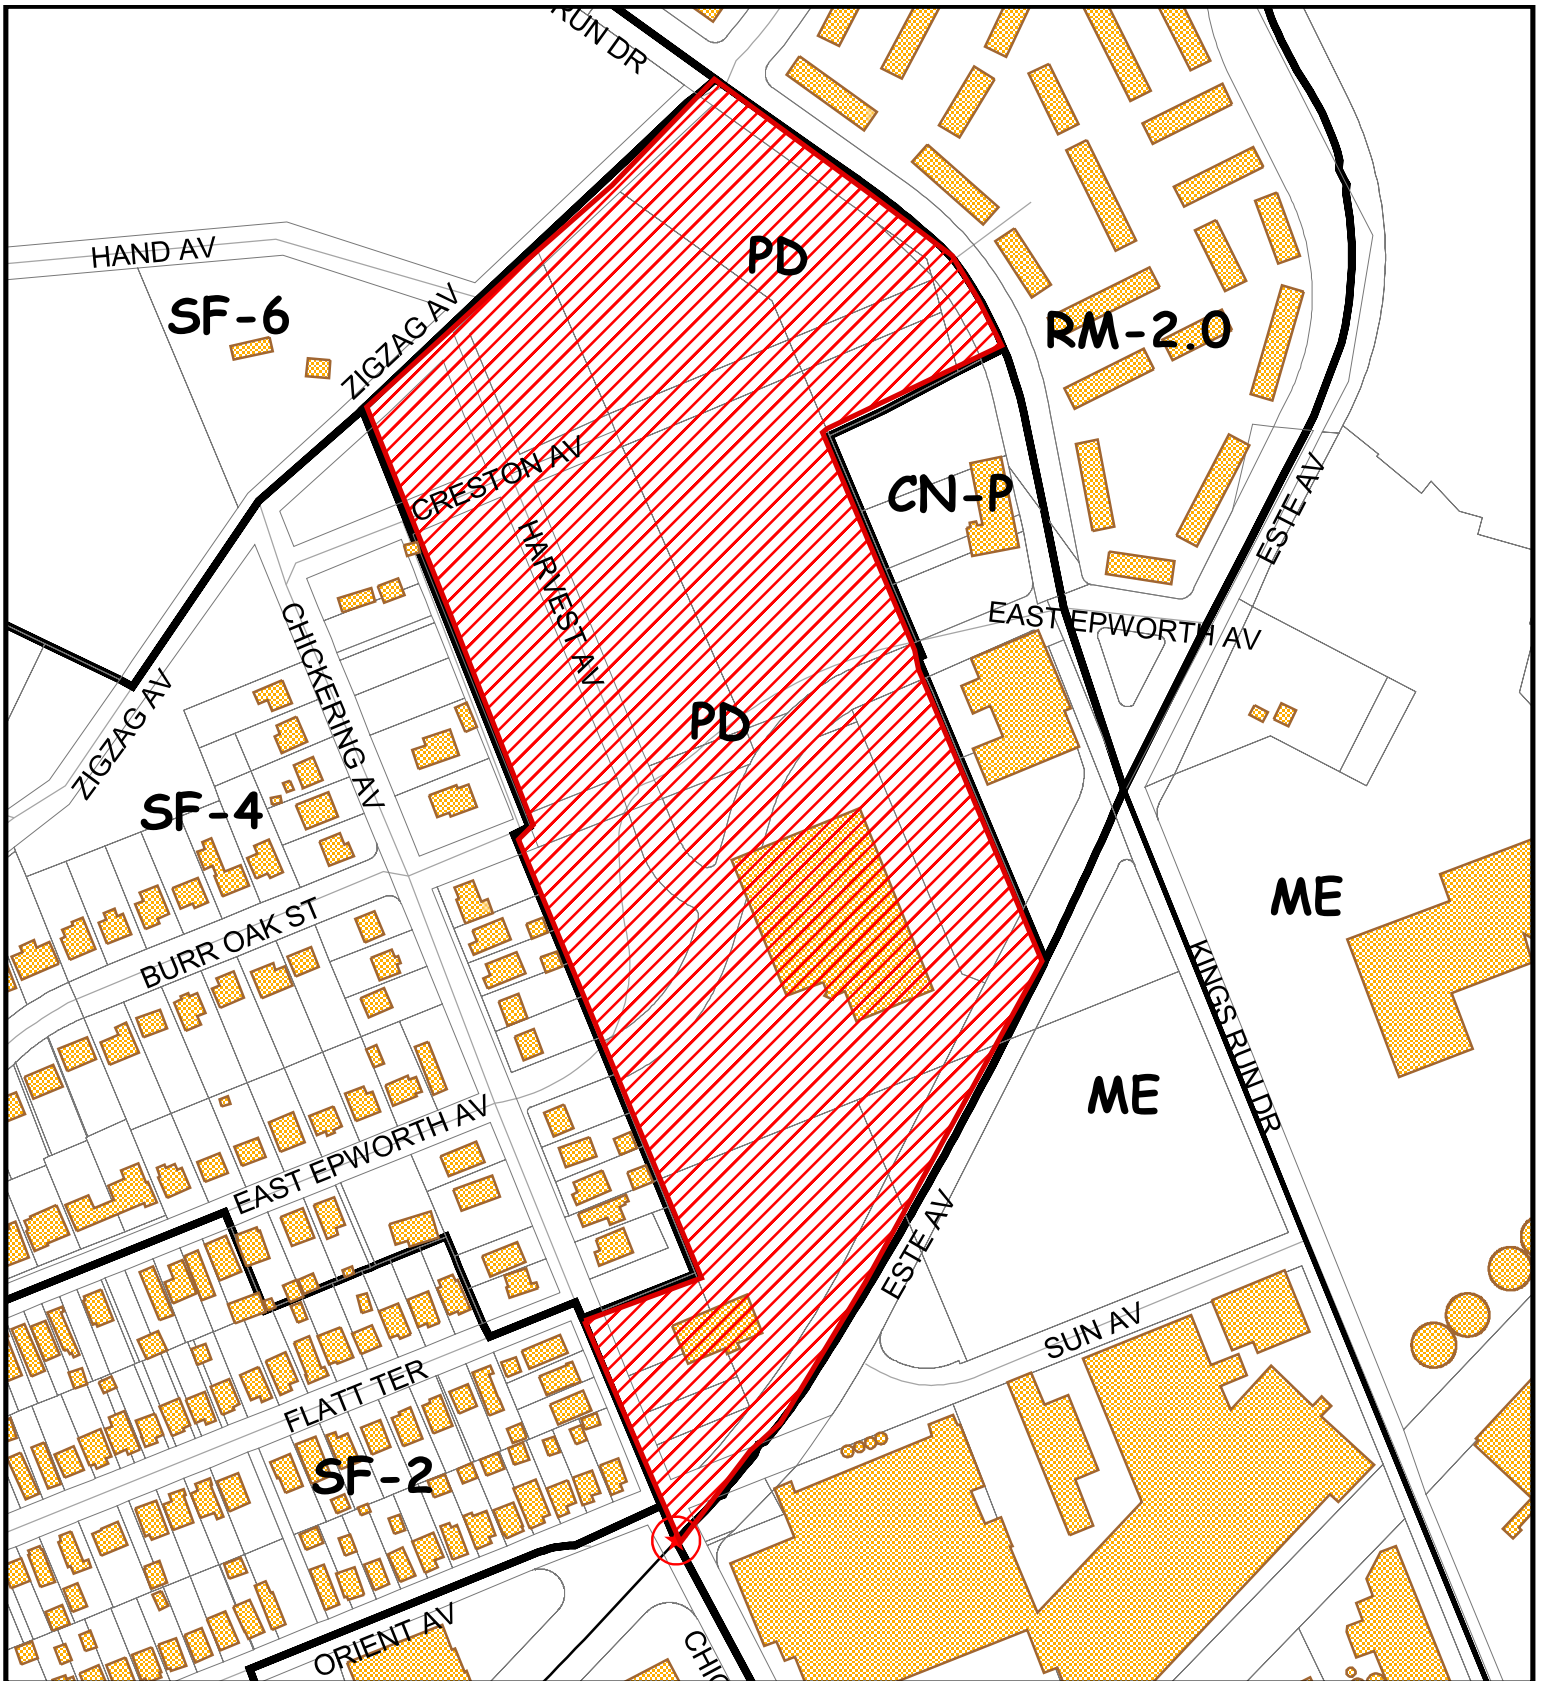 RUN DR
HAND AV
PD
SF-6
ZIGZAG AV
RM-2.0
CRESTON AV
CN-P
ESTE AV
HARVEST AV
EAST EPWORTH AV
CHICKERING AV
ZIGZAG AV
PD
SF-4
ME
BURR OAK ST
KINGS RUN DR
ME
EAST EPWORTH AV
ESTE AV
SUN AV
FLATT TER
SF-2
ORIENT AV
CHIC